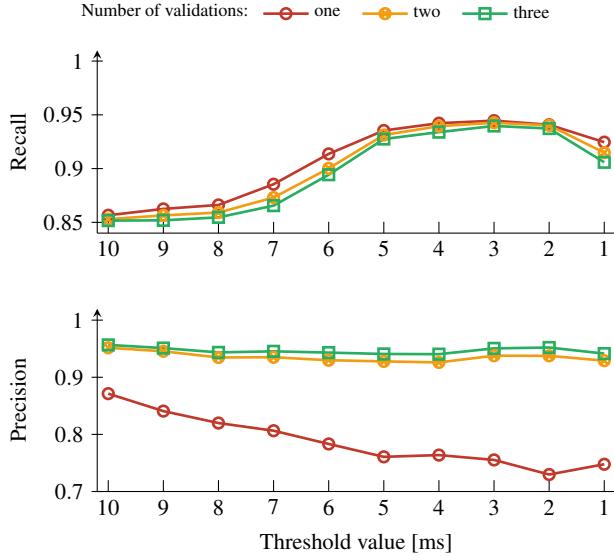 Number of validations: one two three
1
0.95
0.9
0.85
Recall
10 9 8 7 6 5 4 3 2 1
1
0.9
0.8
0.7
Precision
10 9 8 7 6 5 4 3 2 1
Threshold value [ms]